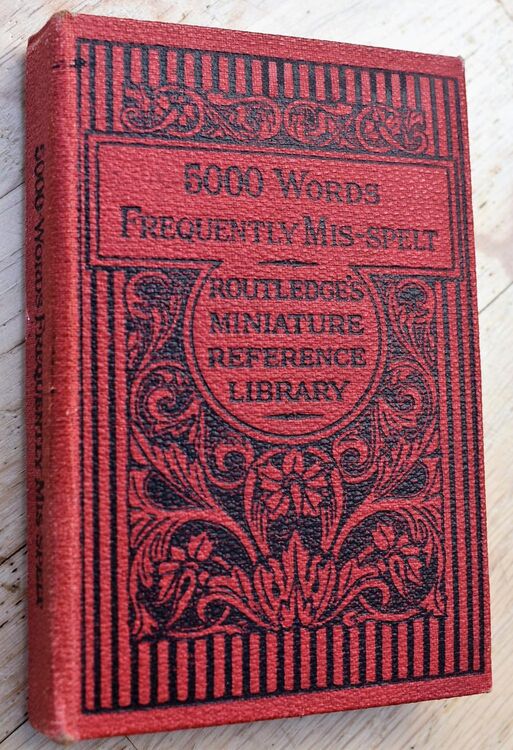 5000 WORDS
FREQUENTLY MIS-SPELT
ROUTLEDGE'S
MINIATURE
REFERENCE
LIBRARY
5000 WORDS FREQUENTLY MIS-SPELT